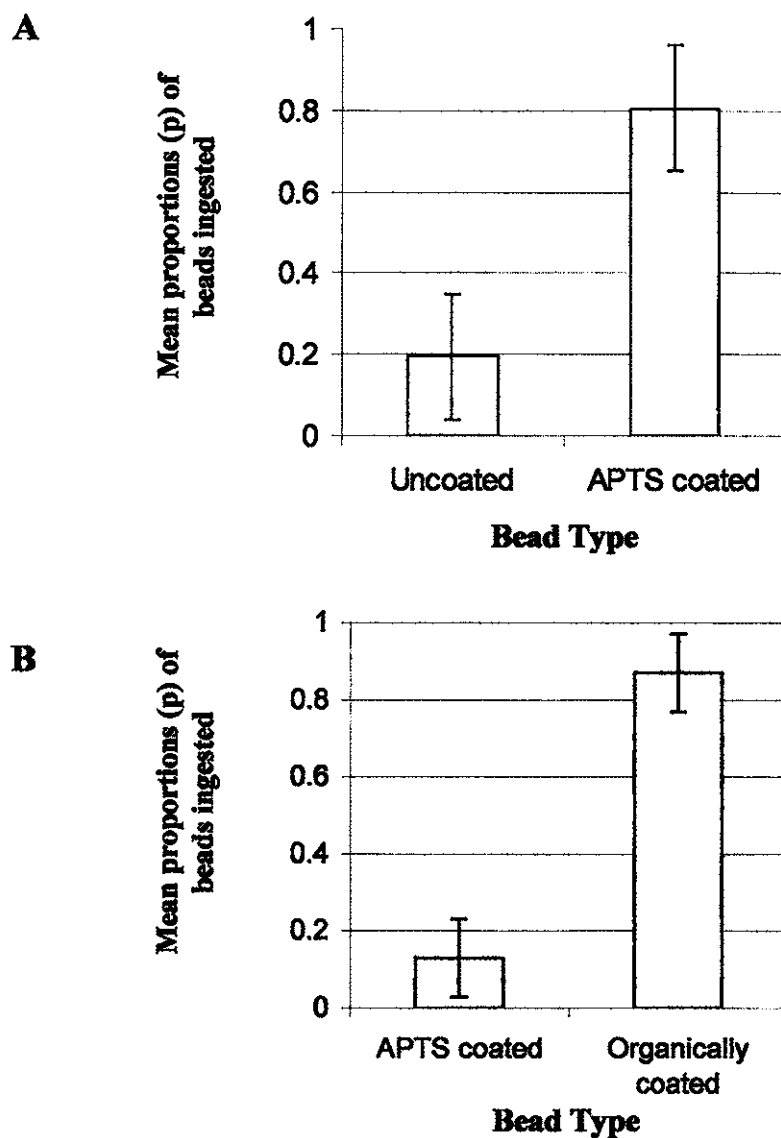 A
Mean proportions (p) of
beads ingested
1
0.8
0.6
0.4
0.2
0
Uncoated APTS coated
Bead Type
B
Mean proportions (p) of
beads ingested
1
0.8
0.6
0.4
0.2
0
APTS coated Organically
coated
Bead Type